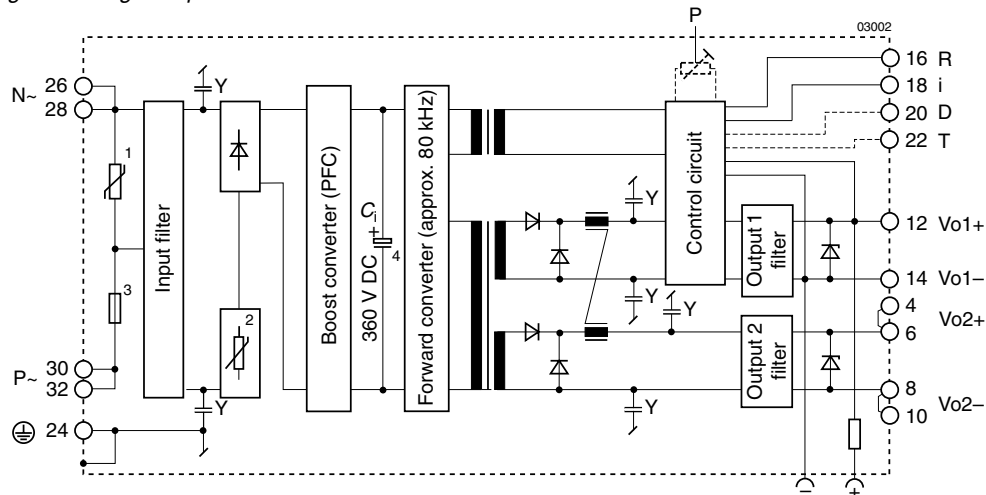 P
03002
N~
26
28
30
32
P~
24
1
3
Input filter
Y
Y
2
Boost converter (PFC)
360 V DC
Ci
+
4
Forward converter (approx. 80 kHz)
Y
Y
Y
Y
Control circuit
Output 1 filter
Output 2 filter
16 R
18 i
20 D
22 T
12 Vo1+
14 Vo1–
4
6
Vo2+
8
10
Vo2–
–
+